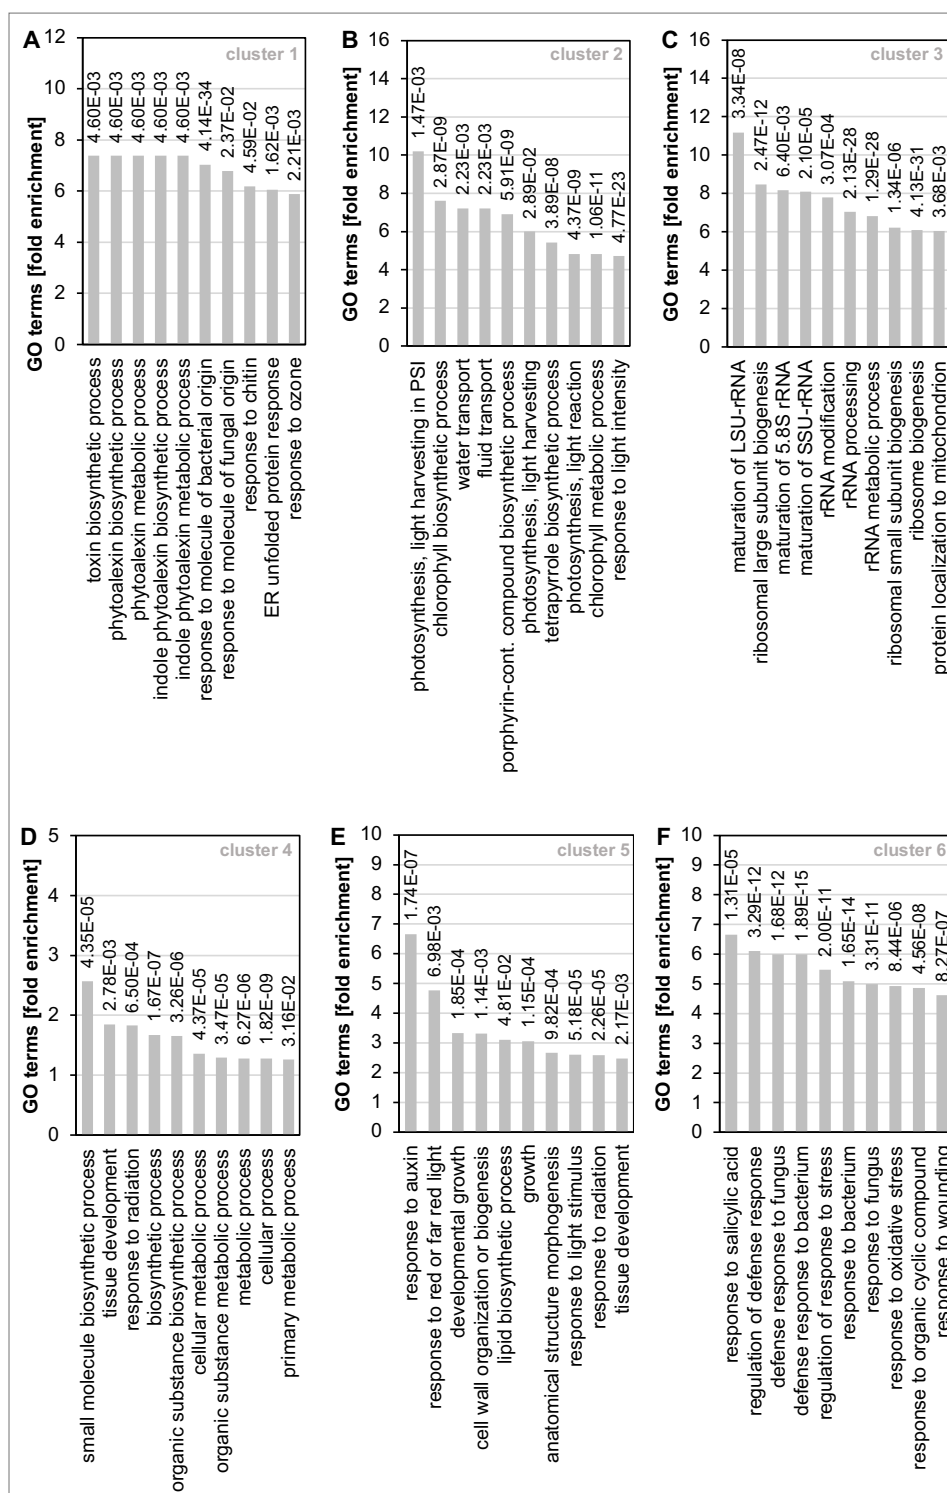 A
cluster 1
GO terms [fold enrichment]
12
10
8
6
4
2
0
4.60E-03
4.60E-03
4.60E-03
4.60E-03
4.60E-03
4.14E-34
2.37E-02
4.59E-02
1.62E-03
2.21E-03
toxin biosynthetic process
phytoalexin biosynthetic process
phytoalexin metabolic process
indole phytoalexin biosynthetic process
indole phytoalexin metabolic process
response to molecule of bacterial origin
response to molecule of fungal origin
response to chitin
ER unfolded protein response
response to ozone
B
cluster 2
GO terms [fold enrichment]
16
14
12
10
8
6
4
2
0
1.47E-03
2.87E-09
2.23E-03
2.23E-03
5.91E-09
2.89E-02
3.89E-08
4.37E-09
1.06E-11
4.77E-23
photosynthesis, light harvesting in PSI
chlorophyll biosynthetic process
water transport
fluid transport
porphyrin-cont. compound biosynthetic process
photosynthesis, light harvesting
tetrapyrrole biosynthetic process
photosynthesis, light reaction
chlorophyll metabolic process
response to light intensity
C
cluster 3
GO terms [fold enrichment]
16
14
12
10
8
6
4
2
0
3.34E-08
2.47E-12
6.40E-03
2.10E-05
3.07E-04
2.13E-28
1.29E-28
1.34E-06
4.13E-31
3.68E-03
maturation of LSU-rRNA
ribosomal large subunit biogenesis
maturation of 5.8S rRNA
maturation of SSU-rRNA
rRNA modification
rRNA processing
rRNA metabolic process
ribosomal small subunit biogenesis
ribosome biogenesis
protein localization to mitochondrion
D
cluster 4
GO terms [fold enrichment]
5
4
3
2
1
0
4.35E-05
2.78E-03
6.50E-04
1.67E-07
3.26E-06
4.37E-05
3.47E-05
6.27E-06
1.82E-09
3.16E-02
small molecule biosynthetic process
tissue development
response to radiation
biosynthetic process
organic substance biosynthetic process
cellular metabolic process
organic substance metabolic process
metabolic process
cellular process
primary metabolic process
E
cluster 5
GO terms [fold enrichment]
10
9
8
7
6
5
4
3
2
1
0
1.74E-07
6.98E-03
1.85E-04
1.14E-03
4.81E-02
1.15E-04
9.82E-04
5.18E-05
2.26E-05
2.17E-03
response to auxin
response to red or far red light
developmental growth
cell wall organization or biogenesis
lipid biosynthetic process
growth
anatomical structure morphogenesis
response to light stimulus
response to radiation
tissue development
F
cluster 6
GO terms [fold enrichment]
10
9
8
7
6
5
4
3
2
1
0
1.31E-05
3.29E-12
1.68E-12
1.89E-15
2.00E-11
1.65E-14
3.31E-11
8.44E-06
4.56E-08
8.27E-07
response to salicylic acid
regulation of defense response
defense response to fungus
defense response to bacterium
regulation of response to stress
response to bacterium
response to fungus
response to oxidative stress
response to organic cyclic compound
response to wounding